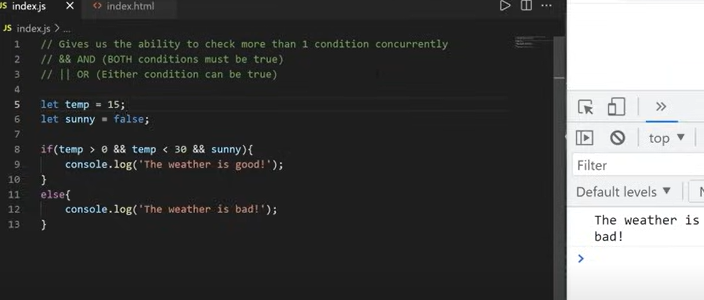 index.js
index.html
index.js > ...
1 // Gives us the ability to check more than 1 condition concurrently
2 // && AND (BOTH conditions must be true)
3 // || OR (Either condition can be true)
4
5 let temp = 15;
6 let sunny = false;
7
8 if(temp > 0 && temp < 30 && sunny){
9 console.log('The weather is good!');
10 }
11 else{
12 console.log('The weather is bad!');
13 }
top
Filter
Default levels
The weather is
bad!